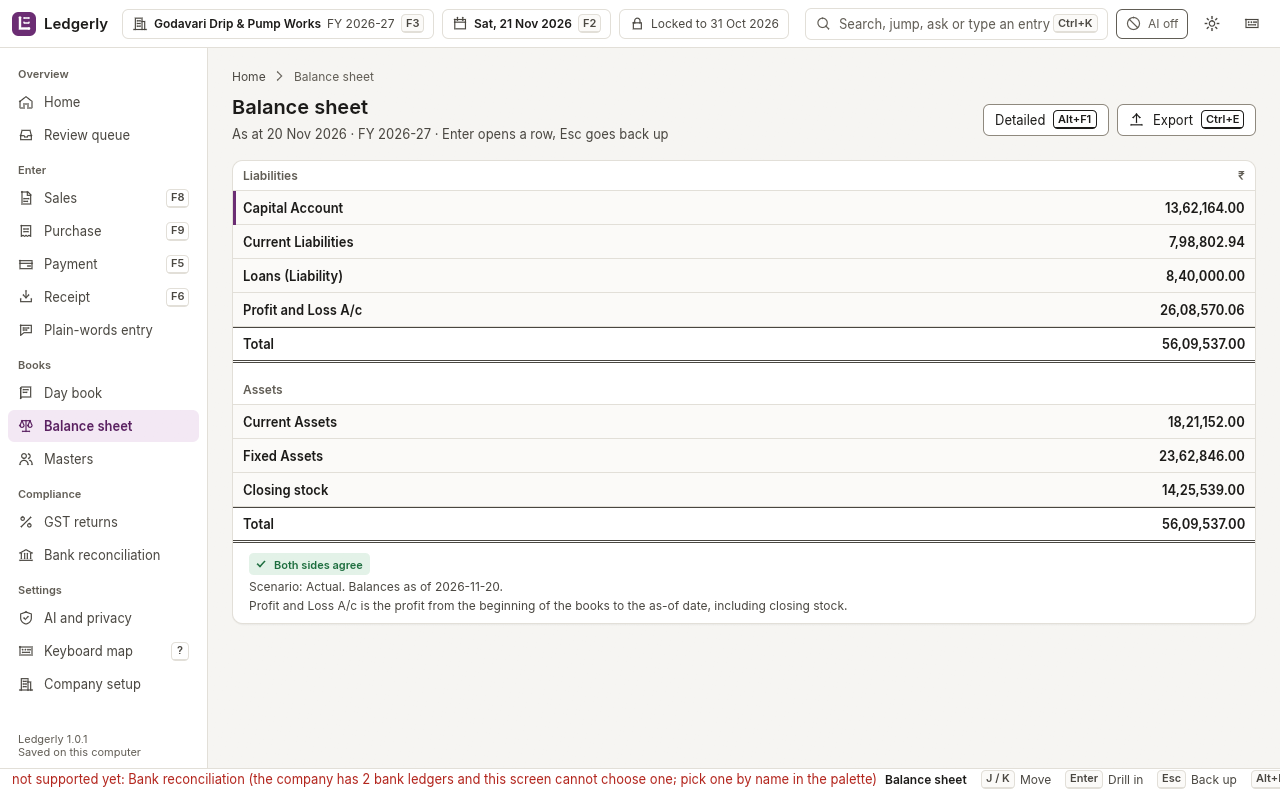 Ledgerly
Godavari Drip & Pump Works FY 2026-27 F3
Sat, 21 Nov 2026 F2
Locked to 31 Oct 2026
Search, jump, ask or type an entry Ctrl+K
AI off
Overview
Home
Review queue
Enter
Sales F8
Purchase F9
Payment F5
Receipt F6
Plain-words entry
Books
Day book
Balance sheet
Masters
Compliance
GST returns
Bank reconciliation
Settings
AI and privacy
Keyboard map ?
Company setup
Ledgerly 1.0.1
Saved on this computer
Home > Balance sheet
Balance sheet
As at 20 Nov 2026 · FY 2026-27 · Enter opens a row, Esc goes back up
Detailed Alt+F1
Export Ctrl+E
Liabilities ₹
Capital Account 13,62,164.00
Current Liabilities 7,98,802.94
Loans (Liability) 8,40,000.00
Profit and Loss A/c 26,08,570.06
Total 56,09,537.00
Assets
Current Assets 18,21,152.00
Fixed Assets 23,62,846.00
Closing stock 14,25,539.00
Total 56,09,537.00
Both sides agree
Scenario: Actual. Balances as of 2026-11-20.
Profit and Loss A/c is the profit from the beginning of the books to the as-of date, including closing stock.
not supported yet: Bank reconciliation (the company has 2 bank ledgers and this screen cannot choose one; pick one by name in the palette) Balance sheet J / K Move Enter Drill in Esc Back up